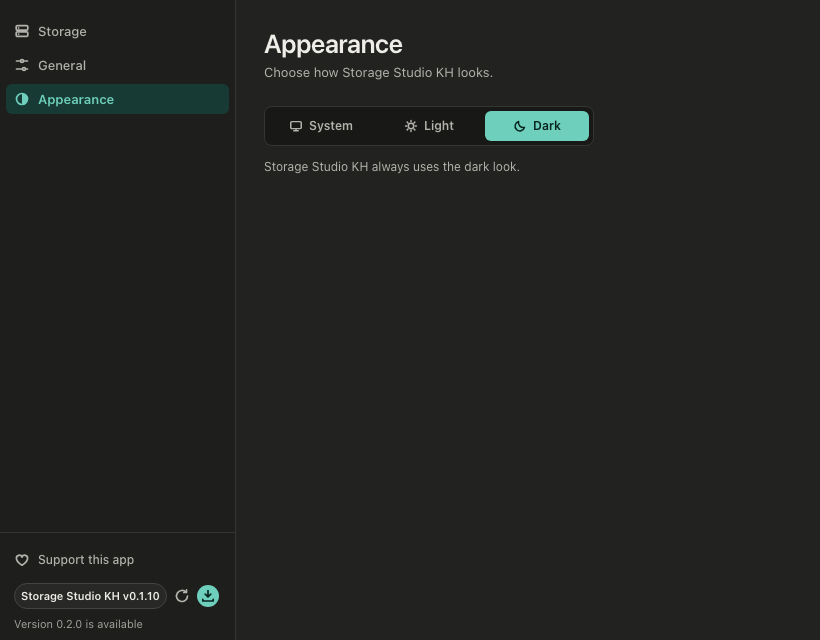 Storage
General
Appearance
Appearance
Choose how Storage Studio KH looks.
System
Light
Dark
Storage Studio KH always uses the dark look.
Support this app
Storage Studio KH v0.1.10
Version 0.2.0 is available